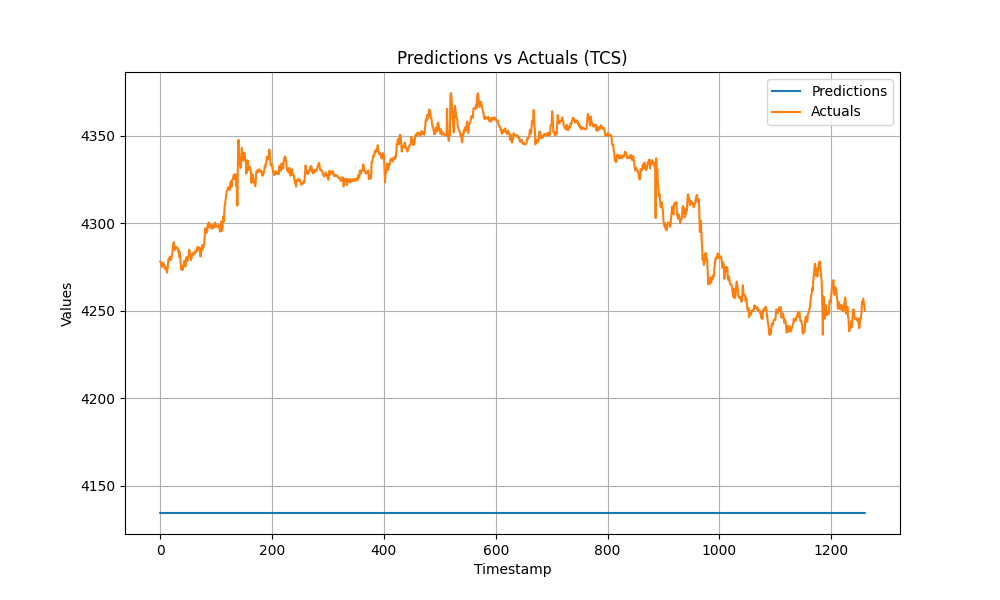 Predictions vs Actuals (TCS)
Predictions
Actuals
Values
4350
4300
4250
4200
4150
0 200 400 600 800 1000 1200
Timestamp